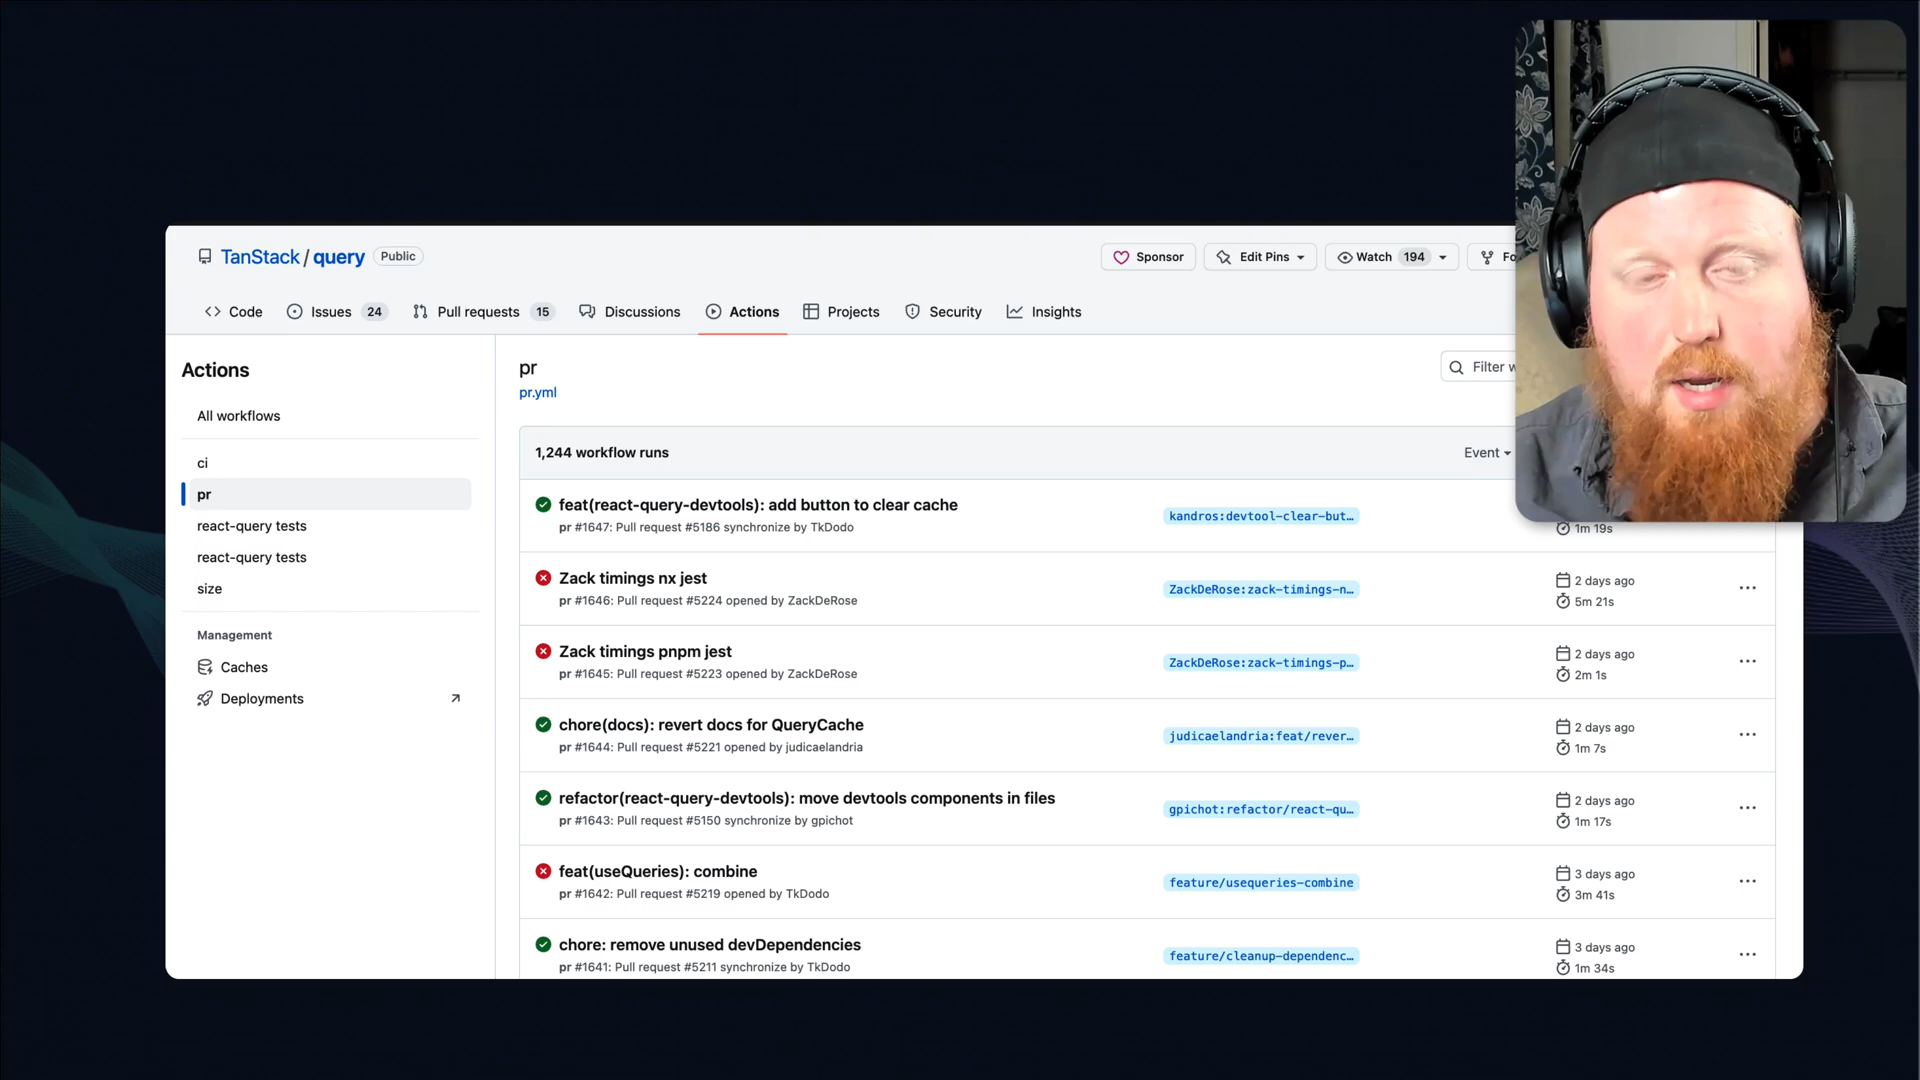 TanStack / query Public
Sponsor Edit Pins Watch 194
Code Issues 24 Pull requests 15 Discussions Actions Projects Security Insights
Actions
All workflows
ci
pr
react-query tests
react-query tests
size
Management
Caches
Deployments
pr
pr.yml
Filter
1,244 workflow runs Event
feat(react-query-devtools): add button to clear cache
pr #1647: Pull request #5186 synchronize by TkDodo
kandros:devtool-clear-but…
1m 19s
Zack timings nx jest
pr #1646: Pull request #5224 opened by ZackDeRose
ZackDeRose:zack-timings-n…
2 days ago
5m 21s
Zack timings pnpm jest
pr #1645: Pull request #5223 opened by ZackDeRose
ZackDeRose:zack-timings-p…
2 days ago
2m 1s
chore(docs): revert docs for QueryCache
pr #1644: Pull request #5221 opened by judicaelandria
judicaelandria:feat/rever…
2 days ago
1m 7s
refactor(react-query-devtools): move devtools components in files
pr #1643: Pull request #5150 synchronize by gpichot
gpichot:refactor/react-qu…
2 days ago
1m 17s
feat(useQueries): combine
pr #1642: Pull request #5219 opened by TkDodo
feature/usequeries-combine
3 days ago
3m 41s
chore: remove unused devDependencies
pr #1641: Pull request #5211 synchronize by TkDodo
feature/cleanup-dependenc…
3 days ago
1m 34s